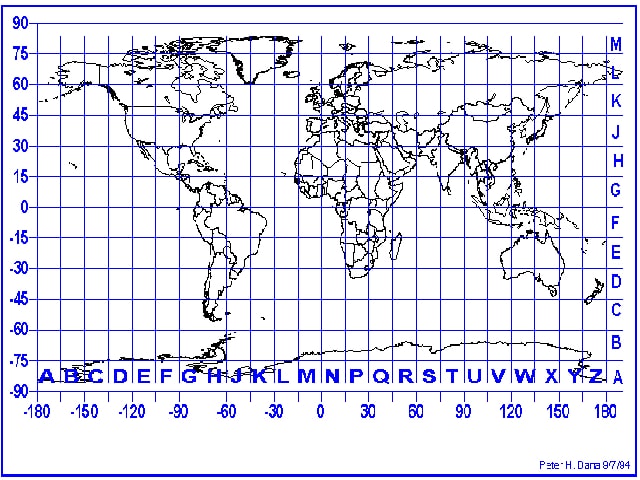 90
M
75
L
60
K
45
J
30
H
15
G
0
F
-15
E
-30
D
-45
C
-60
B
-75
A B C D E F G H J K L M N P Q R S T U V W X Y Z A
-90
-180 -150 -120 -90 -60 -30 0 30 60 90 120 150 180
Peter H. Dana 9/7/94